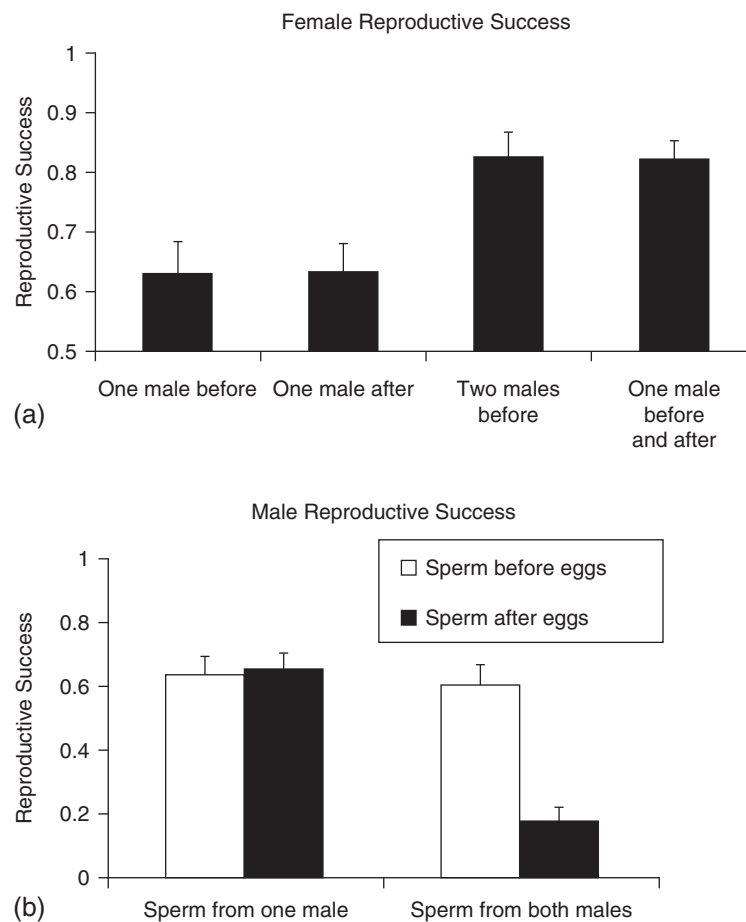 Female Reproductive Success
Reproductive Success
1
0.9
0.8
0.7
0.6
0.5
One male before
One male after
Two males
before
One male
before
and after
(a)
Male Reproductive Success
Reproductive Success
1
0.8
0.6
0.4
0.2
0
Sperm before eggs
Sperm after eggs
Sperm from one male
Sperm from both males
(b)